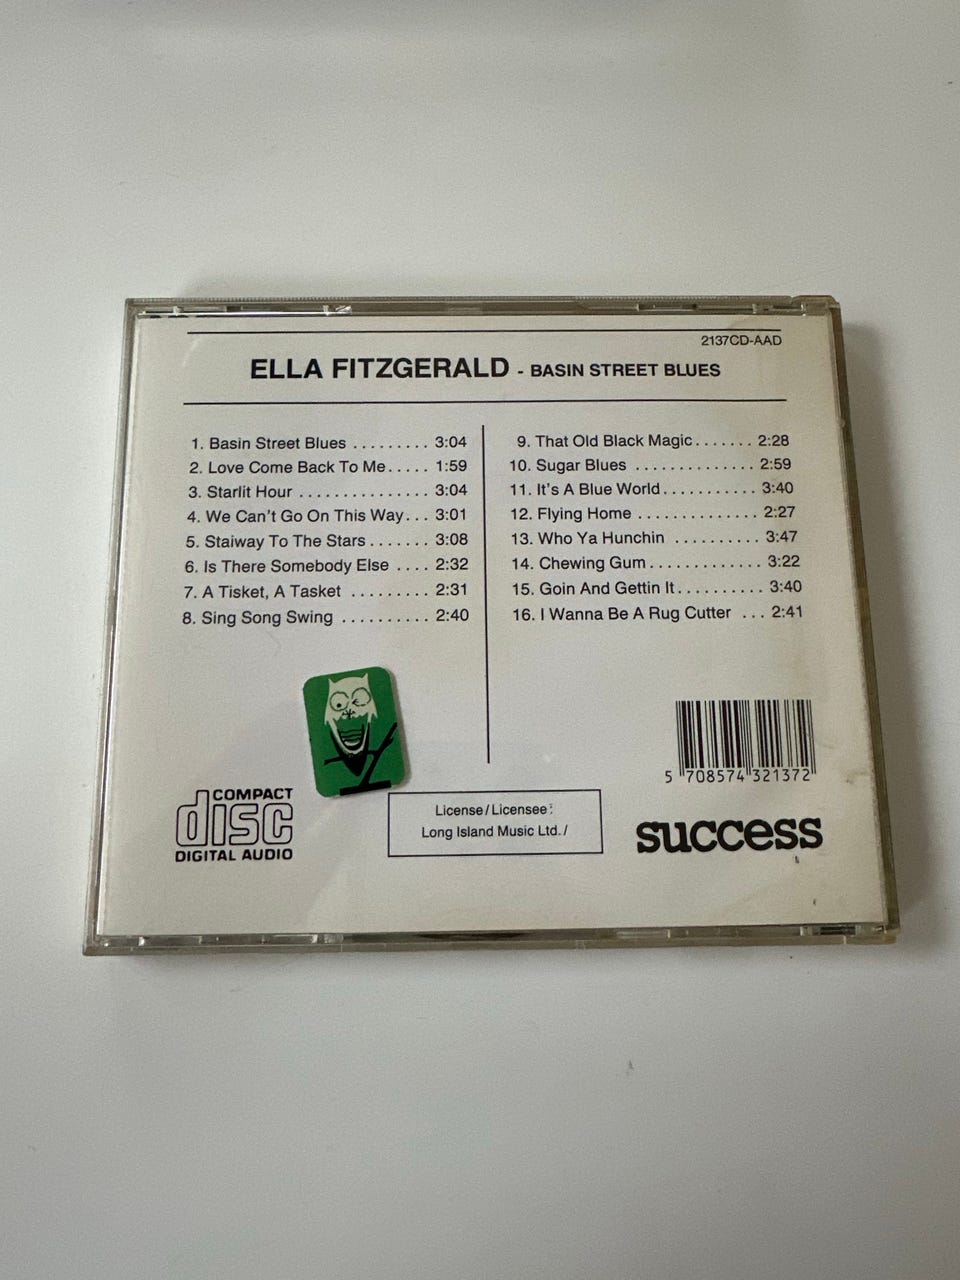 2137CD-AAD
ELLA FITZGERALD - BASIN STREET BLUES
1. Basin Street Blues ......... 3:04
2. Love Come Back To Me..... 1:59
3. Starlit Hour .............. 3:04
4. We Can't Go On This Way... 3:01
5. Staiway To The Stars....... 3:08
6. Is There Somebody Else .... 2:32
7. A Tisket, A Tasket ......... 2:31
8. Sing Song Swing .......... 2:40
9. That Old Black Magic....... 2:28
10. Sugar Blues .............. 2:59
11. It's A Blue World........... 3:40
12. Flying Home .............. 2:27
13. Who Ya Hunchin .......... 3:47
14. Chewing Gum............. 3:22
15. Goin And Gettin It.......... 3:40
16. I Wanna Be A Rug Cutter ... 2:41
5 708574 321372
COMPACT
disc
DIGITAL AUDIO
License/Licensee:
Long Island Music Ltd./
success